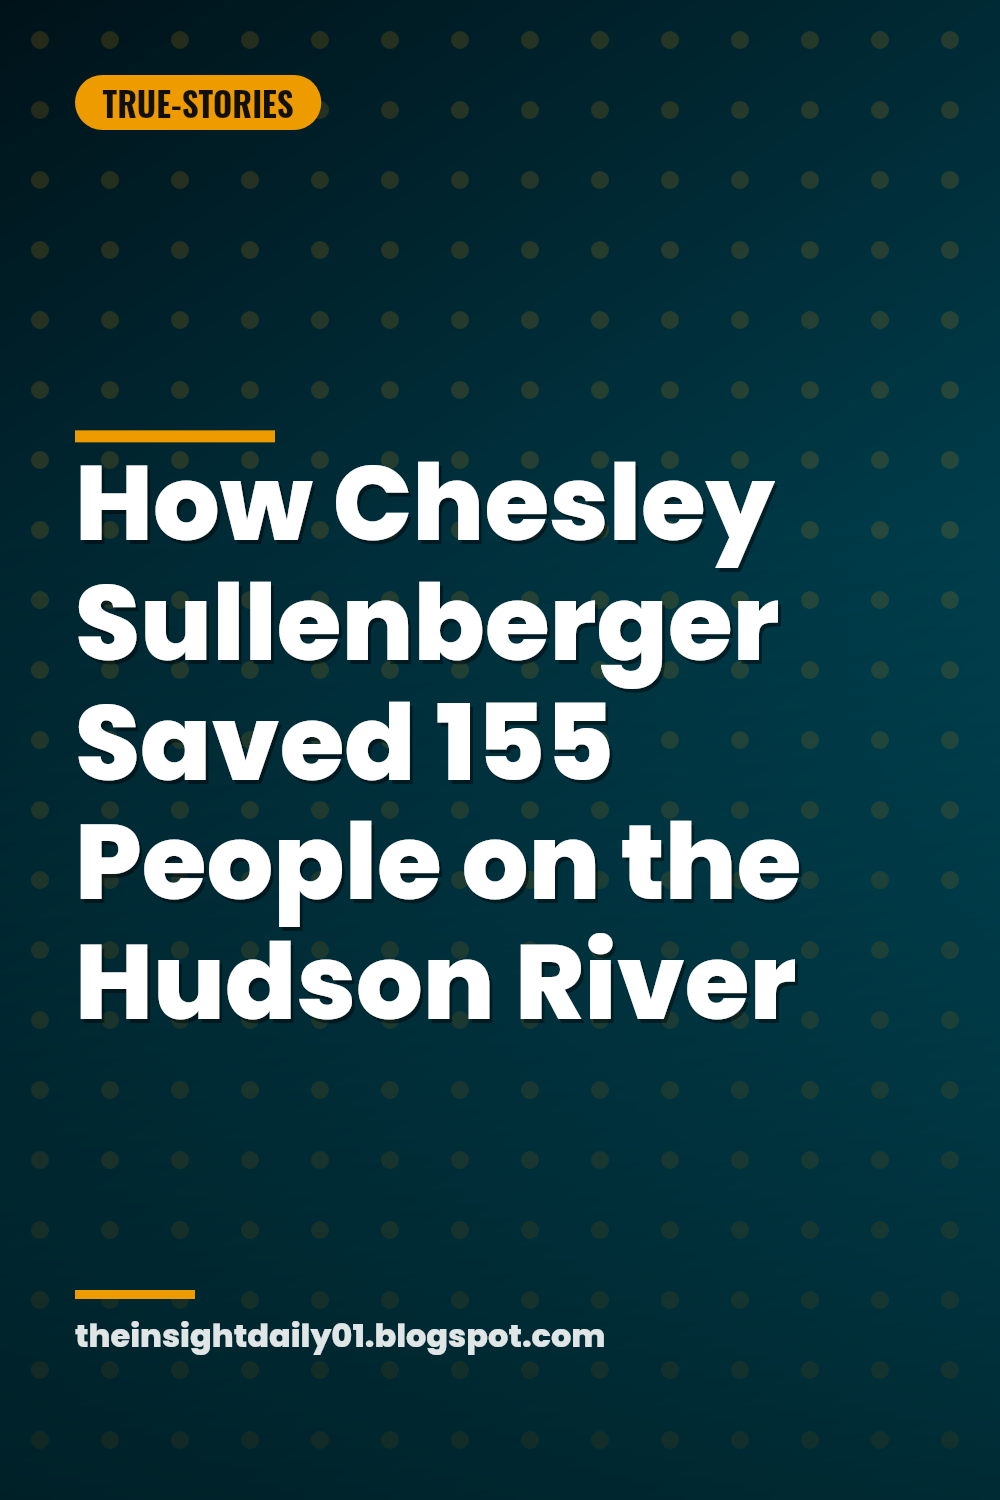 TRUE-STORIES
How Chesley
Sullenberger
Saved 155
People on the
Hudson River
theinsightdaily01.blogspot.com